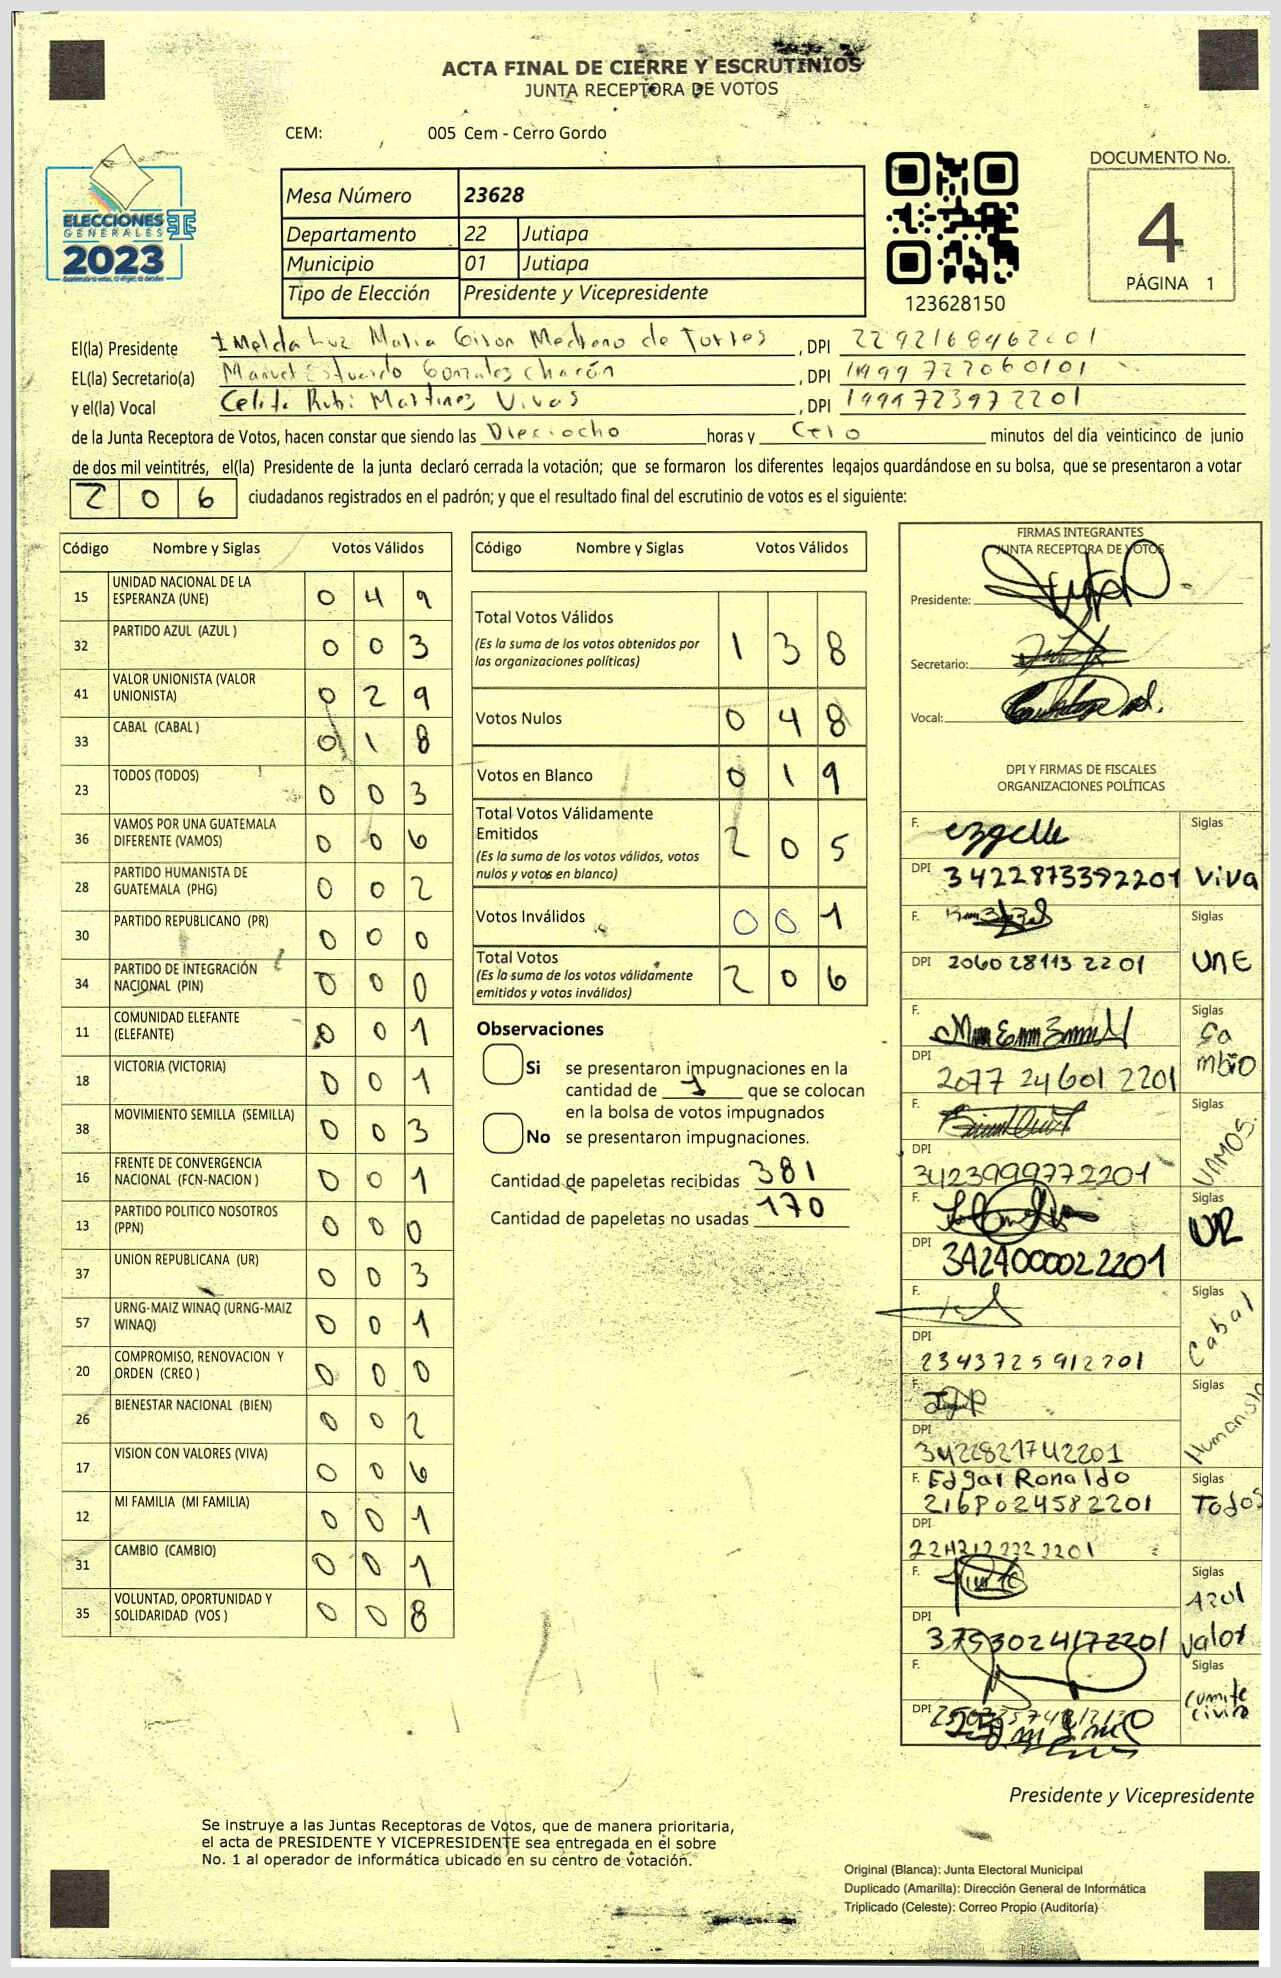 ACTA FINAL DE CIERRE Y ESCRUTINIOS
JUNTA RECEPTORA DE VOTOS
CEM: 005 Cem - Cerro Gordo
ELECCIONES
GENERALES
2023
Mesa Número 23628
Departamento 22 Jutiapa
Municipio 01 Jutiapa
Tipo de Elección Presidente y Vicepresidente
123628150
DOCUMENTO No.
4
PÁGINA 1
El(la) Presidente Imelda Luz Maria Giron Medrano de Torres, DPI 2292168462201
EL(la) Secretario(a) Manuel Estuardo Gonzales Chacón, DPI 1999727060101
y el(la) Vocal Celeste Rubi Martinez Vivas, DPI 1999723972201
de la Junta Receptora de Votos, hacen constar que siendo las Dieciocho horas y Cero minutos del día veinticinco de junio
de dos mil veintitrés, el(la) Presidente de la junta declaró cerrada la votación; que se formaron los diferentes legajos guardándose en su bolsa, que se presentaron a votar
206 ciudadanos registrados en el padrón; y que el resultado final del escrutinio de votos es el siguiente:
Código Nombre y Siglas Votos Válidos
15 UNIDAD NACIONAL DE LA ESPERANZA (UNE) 0 4 9
32 PARTIDO AZUL (AZUL ) 0 0 3
41 VALOR UNIONISTA (VALOR UNIONISTA) 0 2 9
33 CABAL (CABAL ) 0 1 8
23 TODOS (TODOS) 0 0 3
36 VAMOS POR UNA GUATEMALA DIFERENTE (VAMOS) 0 0 6
28 PARTIDO HUMANISTA DE GUATEMALA (PHG) 0 0 2
30 PARTIDO REPUBLICANO (PR) 0 0 0
34 PARTIDO DE INTEGRACIÓN NACIONAL (PIN) 0 0 0
11 COMUNIDAD ELEFANTE (ELEFANTE) 0 0 1
18 VICTORIA (VICTORIA) 0 0 1
38 MOVIMIENTO SEMILLA (SEMILLA) 0 0 3
16 FRENTE DE CONVERGENCIA NACIONAL (FCN-NACION ) 0 0 1
13 PARTIDO POLITICO NOSOTROS (PPN) 0 0 0
37 UNION REPUBLICANA (UR) 0 0 3
57 URNG-MAIZ WINAQ (URNG-MAIZ WINAQ) 0 0 1
20 COMPROMISO, RENOVACION Y ORDEN (CREO ) 0 0 0
26 BIENESTAR NACIONAL (BIEN) 0 0 2
17 VISION CON VALORES (VIVA) 0 0 6
12 MI FAMILIA (MI FAMILIA) 0 0 1
31 CAMBIO (CAMBIO) 0 0 1
35 VOLUNTAD, OPORTUNIDAD Y SOLIDARIDAD (VOS ) 0 0 8
Código Nombre y Siglas Votos Válidos
Total Votos Válidos 1 3 8
(Es la suma de los votos obtenidos por
las organizaciones políticas)
Votos Nulos 0 4 8
Votos en Blanco 0 1 9
Total Votos Válidamente
Emitidos 2 0 5
(Es la suma de los votos válidos, votos
nulos y votos en blanco)
Votos Inválidos 0 0 1
Total Votos 2 0 6
(Es la suma de los votos válidamente
emitidos y votos inválidos)
Observaciones
Si se presentaron impugnaciones en la
cantidad de 1 que se colocan
en la bolsa de votos impugnados
No se presentaron impugnaciones.
Cantidad de papeletas recibidas 381
Cantidad de papeletas no usadas 170
FIRMAS INTEGRANTES
JUNTA RECEPTORA DE VOTOS
Presidente:
Secretario:
Vocal:
DPI Y FIRMAS DE FISCALES
ORGANIZACIONES POLÍTICAS
F. Siglas
DPI 3422873392201 Viva
F. Siglas
DPI 2060 28113 2201 UNE
F. Siglas
DPI 2077 24601 2201 Cambio
F. Siglas
DPI 3423999772201 VAMOS.
F. Siglas
DPI 3424000022201 UR
F. Siglas
DPI 2343725912201 Cabal
F. Siglas
DPI 3422821742201 Humanista
F. Edgar Ronaldo Siglas
2168024582201 Todos
DPI
F. Siglas
Azul
DPI 3753024172201 Valor
F. Siglas
DPI Comite civico
Presidente y Vicepresidente
Se instruye a las Juntas Receptoras de Votos, que de manera prioritaria,
el acta de PRESIDENTE Y VICEPRESIDENTE sea entregada en el sobre
No. 1 al operador de informática ubicado en su centro de votación.
Original (Blanca): Junta Electoral Municipal
Duplicado (Amarilla): Dirección General de Informática
Triplicado (Celeste): Correo Propio (Auditoría)